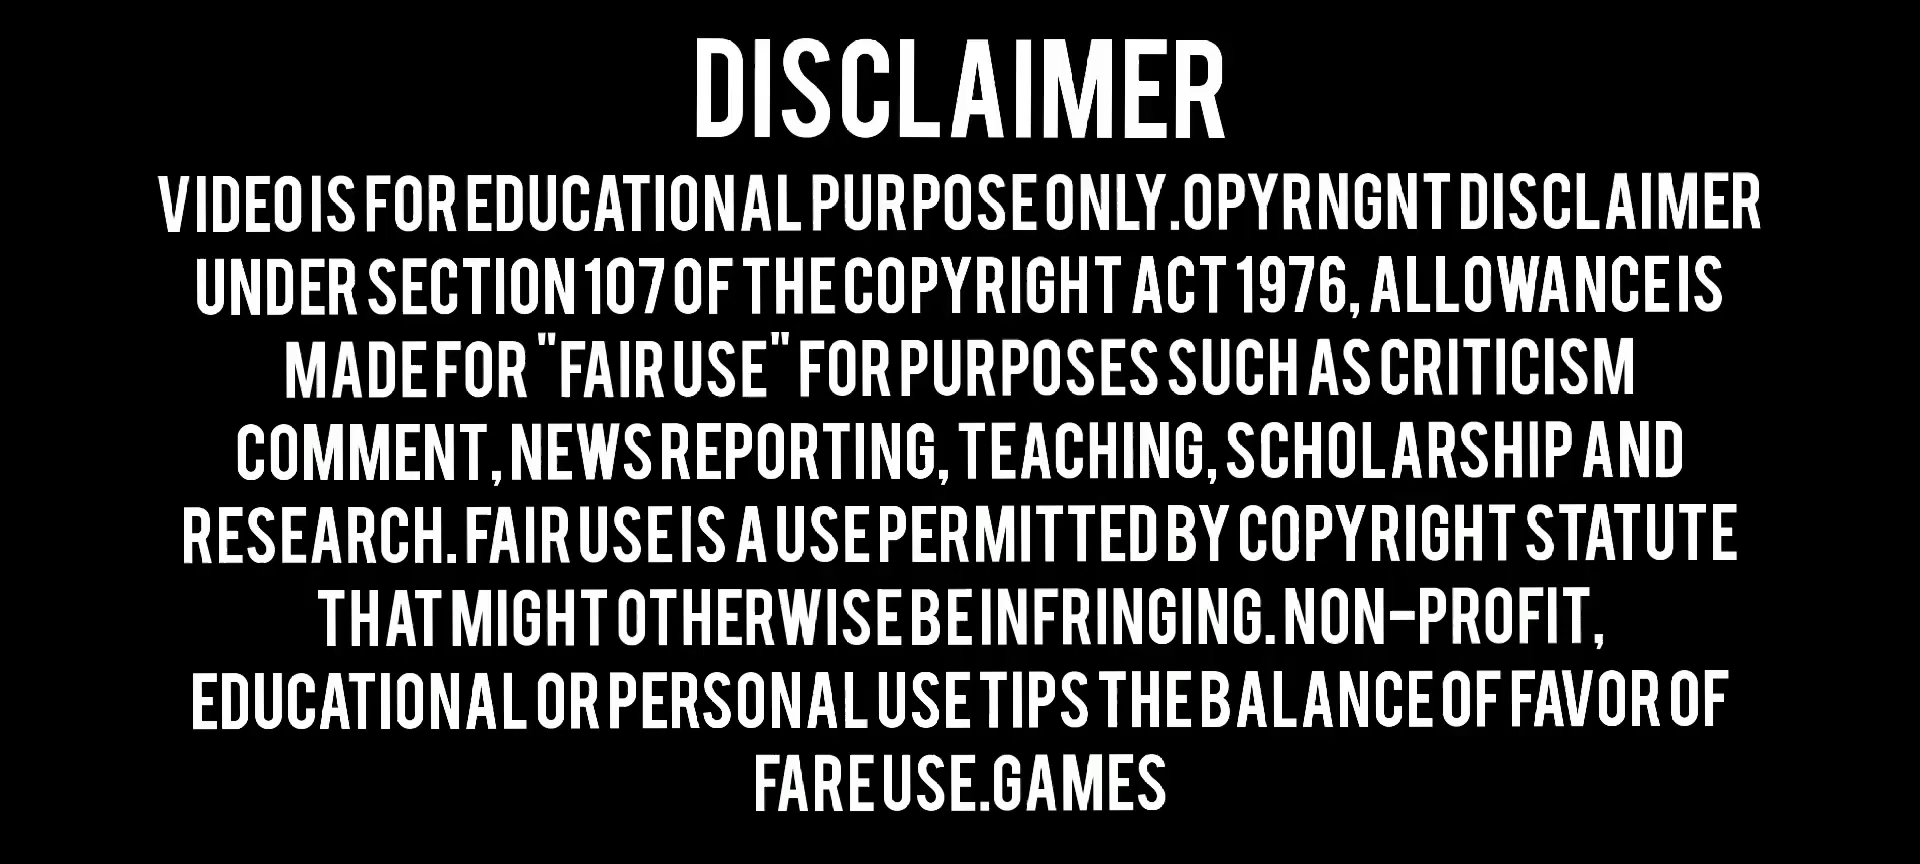 DISCLAIMER
VIDEO IS FOR EDUCATIONAL PURPOSE ONLY.OPYRNGNT DISCLAIMER
UNDER SECTION 107 OF THE COPYRIGHT ACT 1976, ALLOWANCE IS
MADE FOR "FAIR USE" FOR PURPOSES SUCH AS CRITICISM
COMMENT, NEWS REPORTING, TEACHING, SCHOLARSHIP AND
RESEARCH. FAIR USE IS A USE PERMITTED BY COPYRIGHT STATUTE
THAT MIGHT OTHERWISE BE INFRINGING. NON-PROFIT,
EDUCATIONAL OR PERSONAL USE TIPS THE BALANCE OF FAVOR OF
FARE USE.GAMES